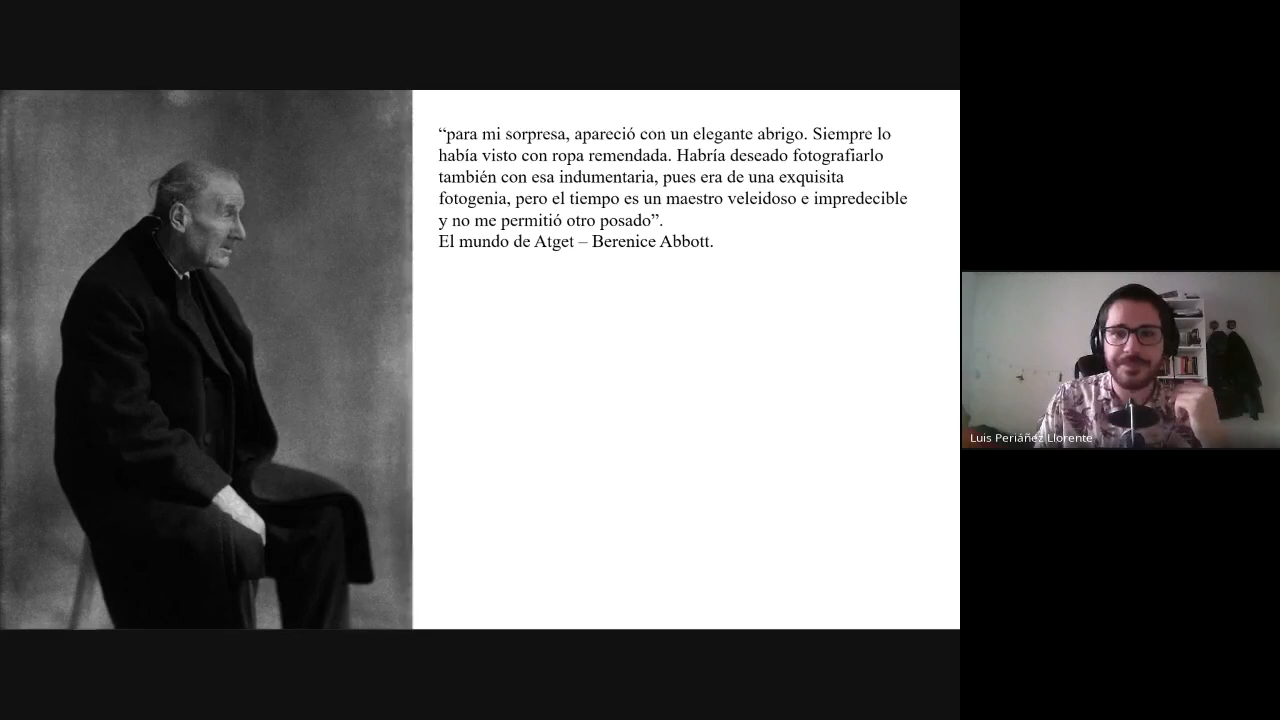 “para mi sorpresa, apareció con un elegante abrigo. Siempre lo
había visto con ropa remendada. Habría deseado fotografiarlo
también con esa indumentaria, pues era de una exquisita
fotogenia, pero el tiempo es un maestro veleidoso e impredecible
y no me permitió otro posado”.
El mundo de Atget – Berenice Abbott.
Luis Periáñez Llorente